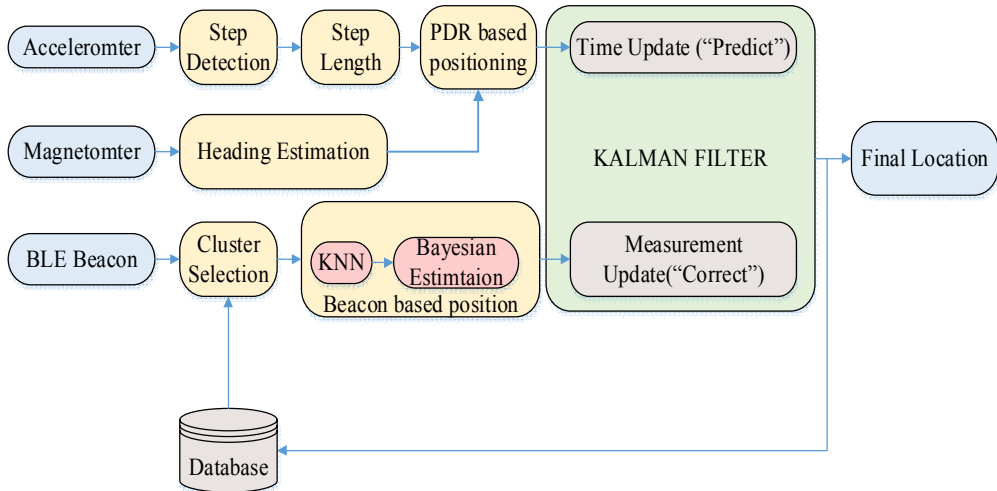 Acceleromter
Step
Detection
Step
Length
PDR based
positioning
Time Update (“Predict”)
Magnetomter
Heading Estimation
KALMAN FILTER
Final Location
BLE Beacon
Cluster
Selection
KNN
Bayesian
Estimtaion
Beacon based position
Measurement
Update(“Correct”)
Database